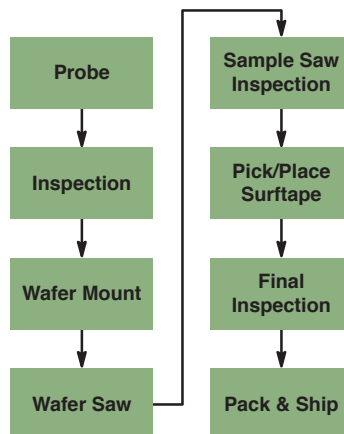 Probe
Inspection
Wafer Mount
Wafer Saw
Sample Saw
Inspection
Pick/Place
Surftape
Final
Inspection
Pack & Ship